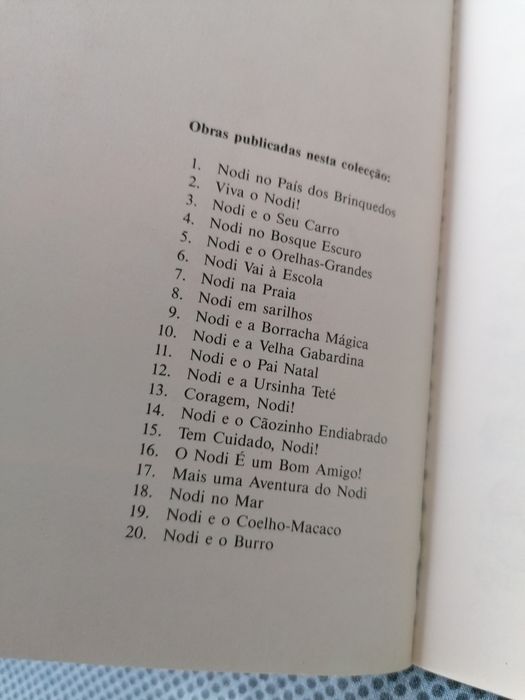 Obras publicadas nesta colecção:
1. Nodi no País dos Brinquedos
2. Viva o Nodi!
3. Nodi e o Seu Carro
4. Nodi no Bosque Escuro
5. Nodi e o Orelhas-Grandes
6. Nodi Vai à Escola
7. Nodi na Praia
8. Nodi em sarilhos
9. Nodi e a Borracha Mágica
10. Nodi e a Velha Gabardina
11. Nodi e o Pai Natal
12. Nodi e a Ursinha Teté
13. Coragem, Nodi!
14. Nodi e o Cãozinho Endiabrado
15. Tem Cuidado, Nodi!
16. O Nodi É um Bom Amigo!
17. Mais uma Aventura do Nodi
18. Nodi no Mar
19. Nodi e o Coelho-Macaco
20. Nodi e o Burro